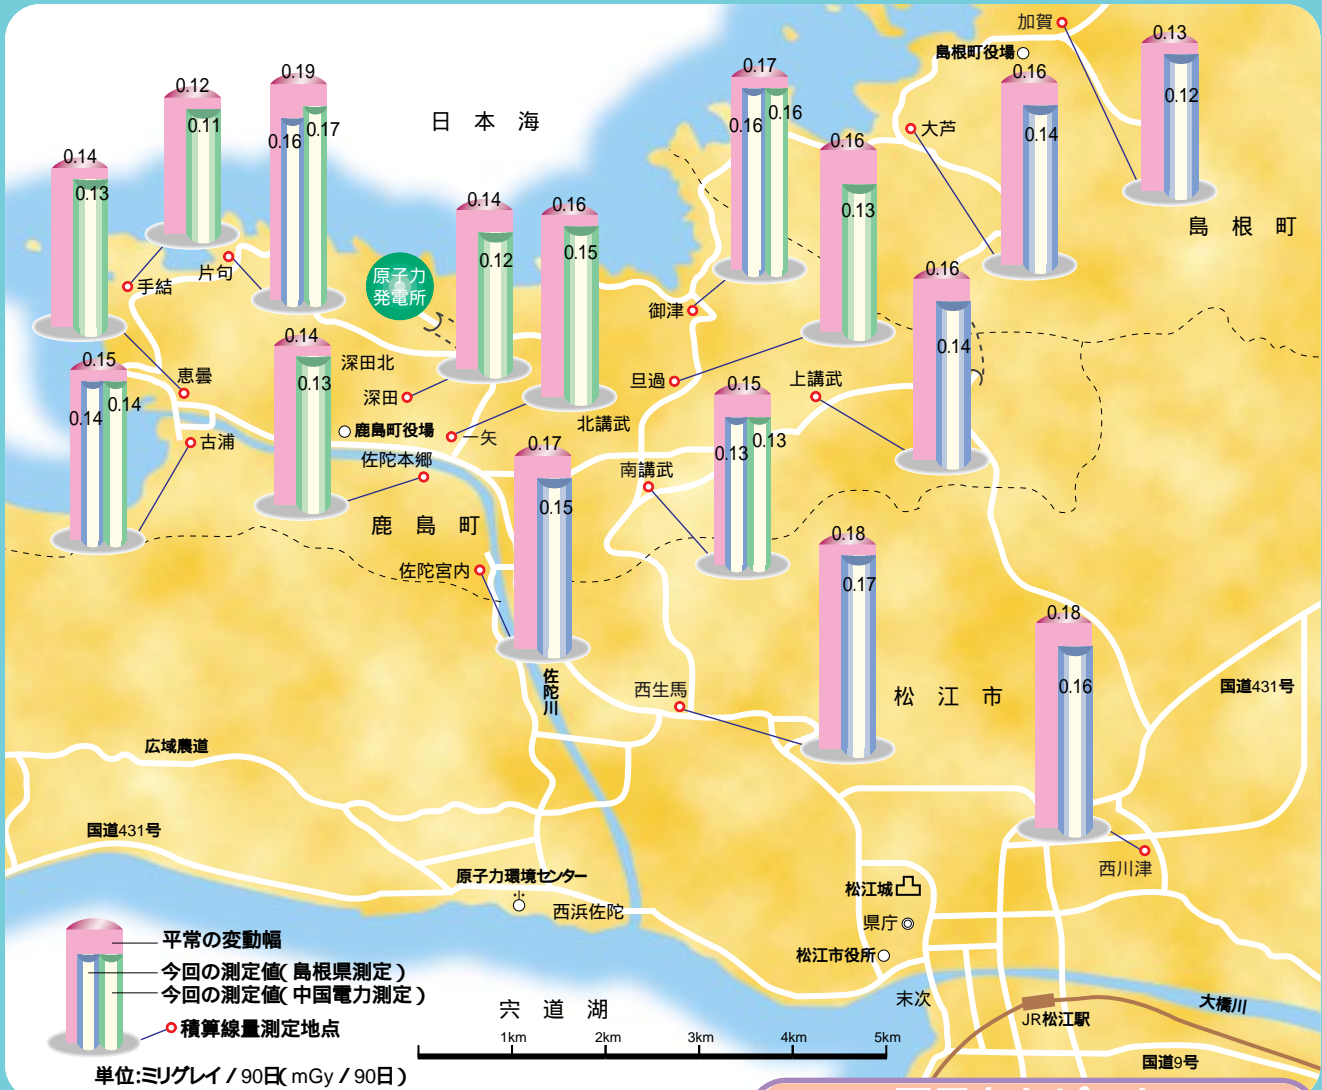 加賀
0.13
島根町役場
0.12
0.16
0.14
大芦
島 根 町
0.19
0.12
0.11
0.16
0.17
日 本 海
0.17
0.16
0.16
0.16
0.13
0.14
0.13
片句
手結
原子力
発電所
0.14
0.12
0.16
0.15
御津
0.16
0.14
0.14
0.13
深田北
深田
恵曇
0.15
0.14
0.14
古浦
鹿島町役場
一矢
北講武
旦過
0.15
0.13
0.13
上講武
佐陀本郷
0.17
0.15
南講武
鹿 島 町
佐陀宮内
0.18
0.17
佐陀川
西生馬
松 江 市
0.18
0.16
国道431号
広域農道
国道431号
原子力環境センター
西浜佐陀
松江城
県庁
松江市役所
西川津
末次
JR松江駅
大橋川
国道9号
宍 道 湖
平常の変動幅
今回の測定値(島根県測定)
今回の測定値(中国電力測定)
積算線量測定地点
単位:ミリグレイ / 90日( mGy / 90日)
1km
2km
3km
4km
5km